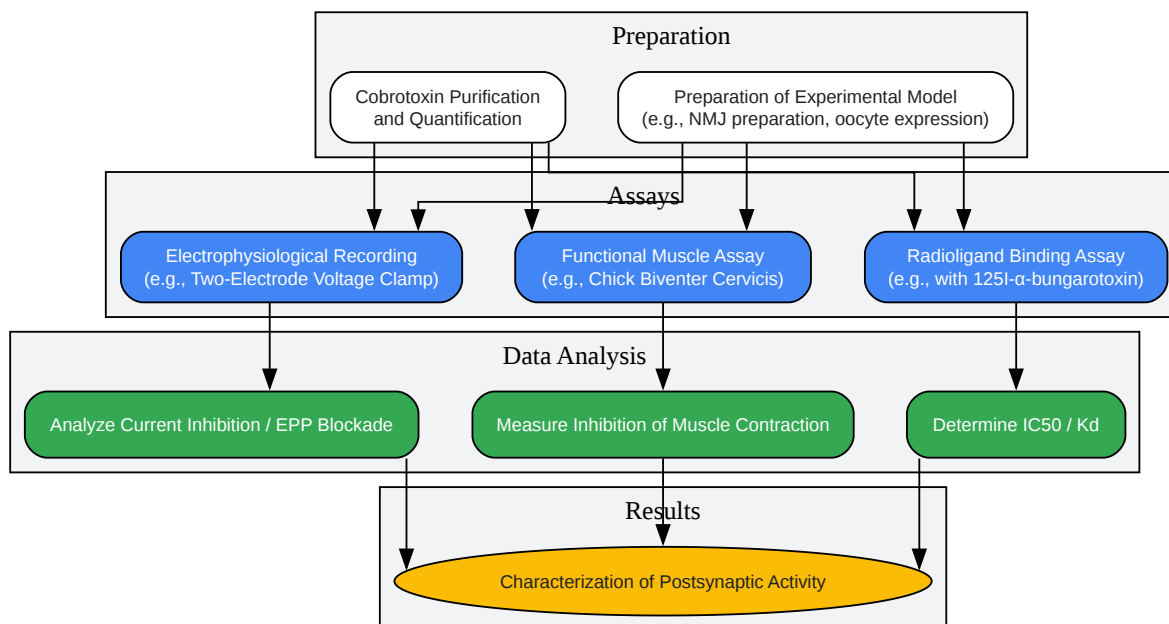 Preparation
Cobrotoxin Purification
and Quantification
Preparation of Experimental Model
(e.g., NMJ preparation, oocyte expression)
Assays
Electrophysiological Recording
(e.g., Two-Electrode Voltage Clamp)
Functional Muscle Assay
(e.g., Chick Biventer Cervicis)
Radioligand Binding Assay
(e.g., with 125I-α-bungarotoxin)
Data Analysis
Analyze Current Inhibition / EPP Blockade
Measure Inhibition of Muscle Contraction
Determine IC50 / Kd
Results
Characterization of Postsynaptic Activity